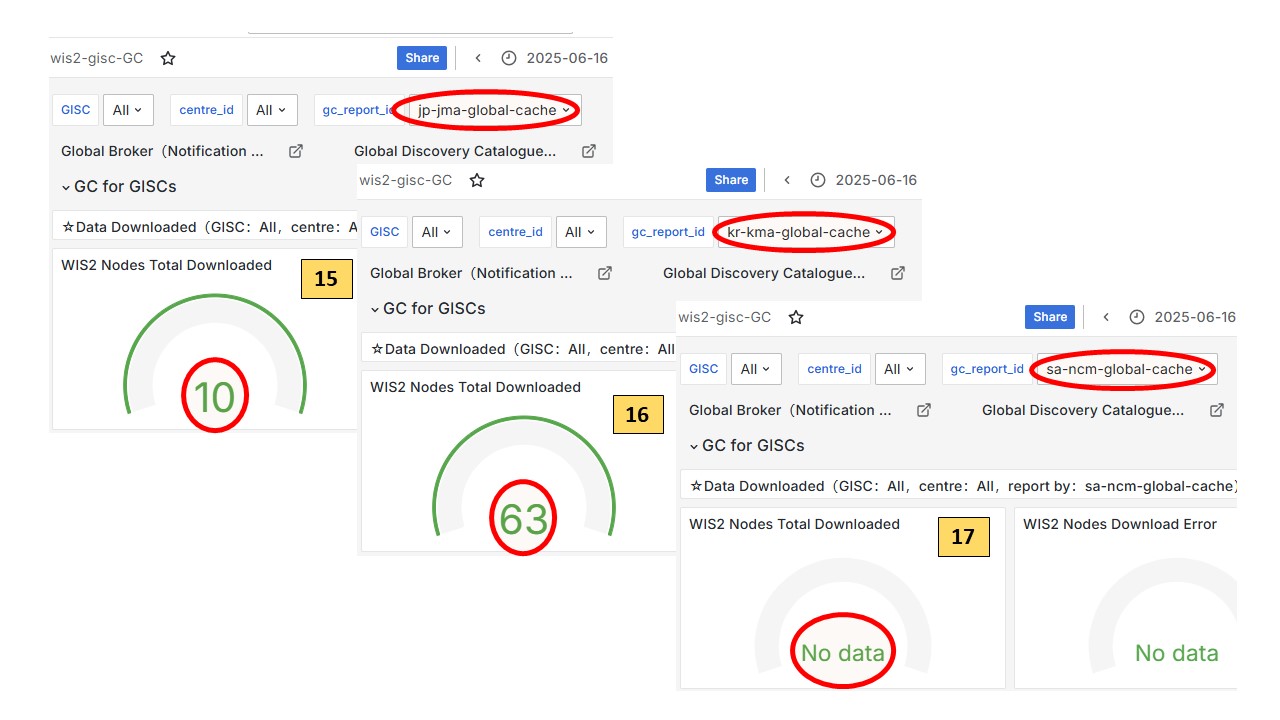 wis2-gisc-GC ☆ Share ‹ 2025-06-16
GISC All centre_id All gc_report_id jp-jma-global-cache
Global Broker（Notification ... Global Discovery Catalogue...
GC for GISCs
☆Data Downloaded（GISC：All，centre：A
WIS2 Nodes Total Downloaded
15
10
wis2-gisc-GC ☆ Share ‹ 2025-06-16
GISC All centre_id All gc_report_id kr-kma-global-cache
Global Broker（Notification ... Global Discovery Catalogue...
GC for GISCs
☆Data Downloaded（GISC：All，centre：All
WIS2 Nodes Total Downloaded
16
63
wis2-gisc-GC ☆ Share ‹ 2025-06-16
GISC All centre_id All gc_report_id sa-ncm-global-cache
Global Broker（Notification ... Global Discovery Catalogue...
GC for GISCs
☆Data Downloaded（GISC：All，centre：All，report by：sa-ncm-global-cache）
WIS2 Nodes Total Downloaded WIS2 Nodes Download Error
17
No data No data